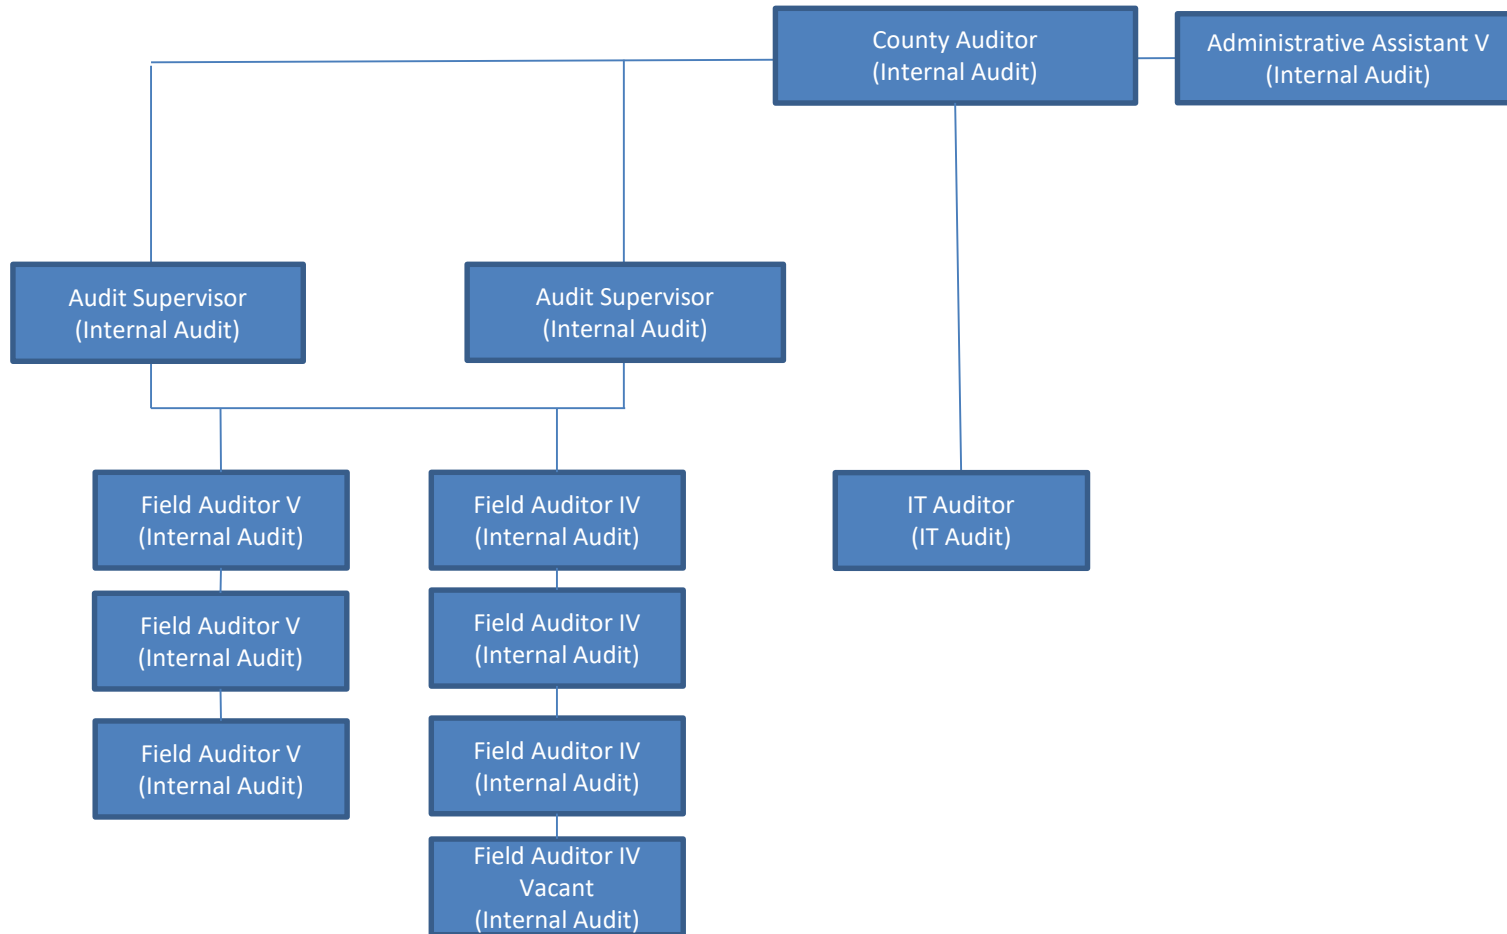 County Auditor
(Internal Audit)
Administrative Assistant V
(Internal Audit)
Audit Supervisor
(Internal Audit)
Audit Supervisor
(Internal Audit)
Field Auditor V
(Internal Audit)
Field Auditor IV
(Internal Audit)
IT Auditor
(IT Audit)
Field Auditor V
(Internal Audit)
Field Auditor IV
(Internal Audit)
Field Auditor V
(Internal Audit)
Field Auditor IV
(Internal Audit)
Field Auditor IV
Vacant
(Internal Audit)